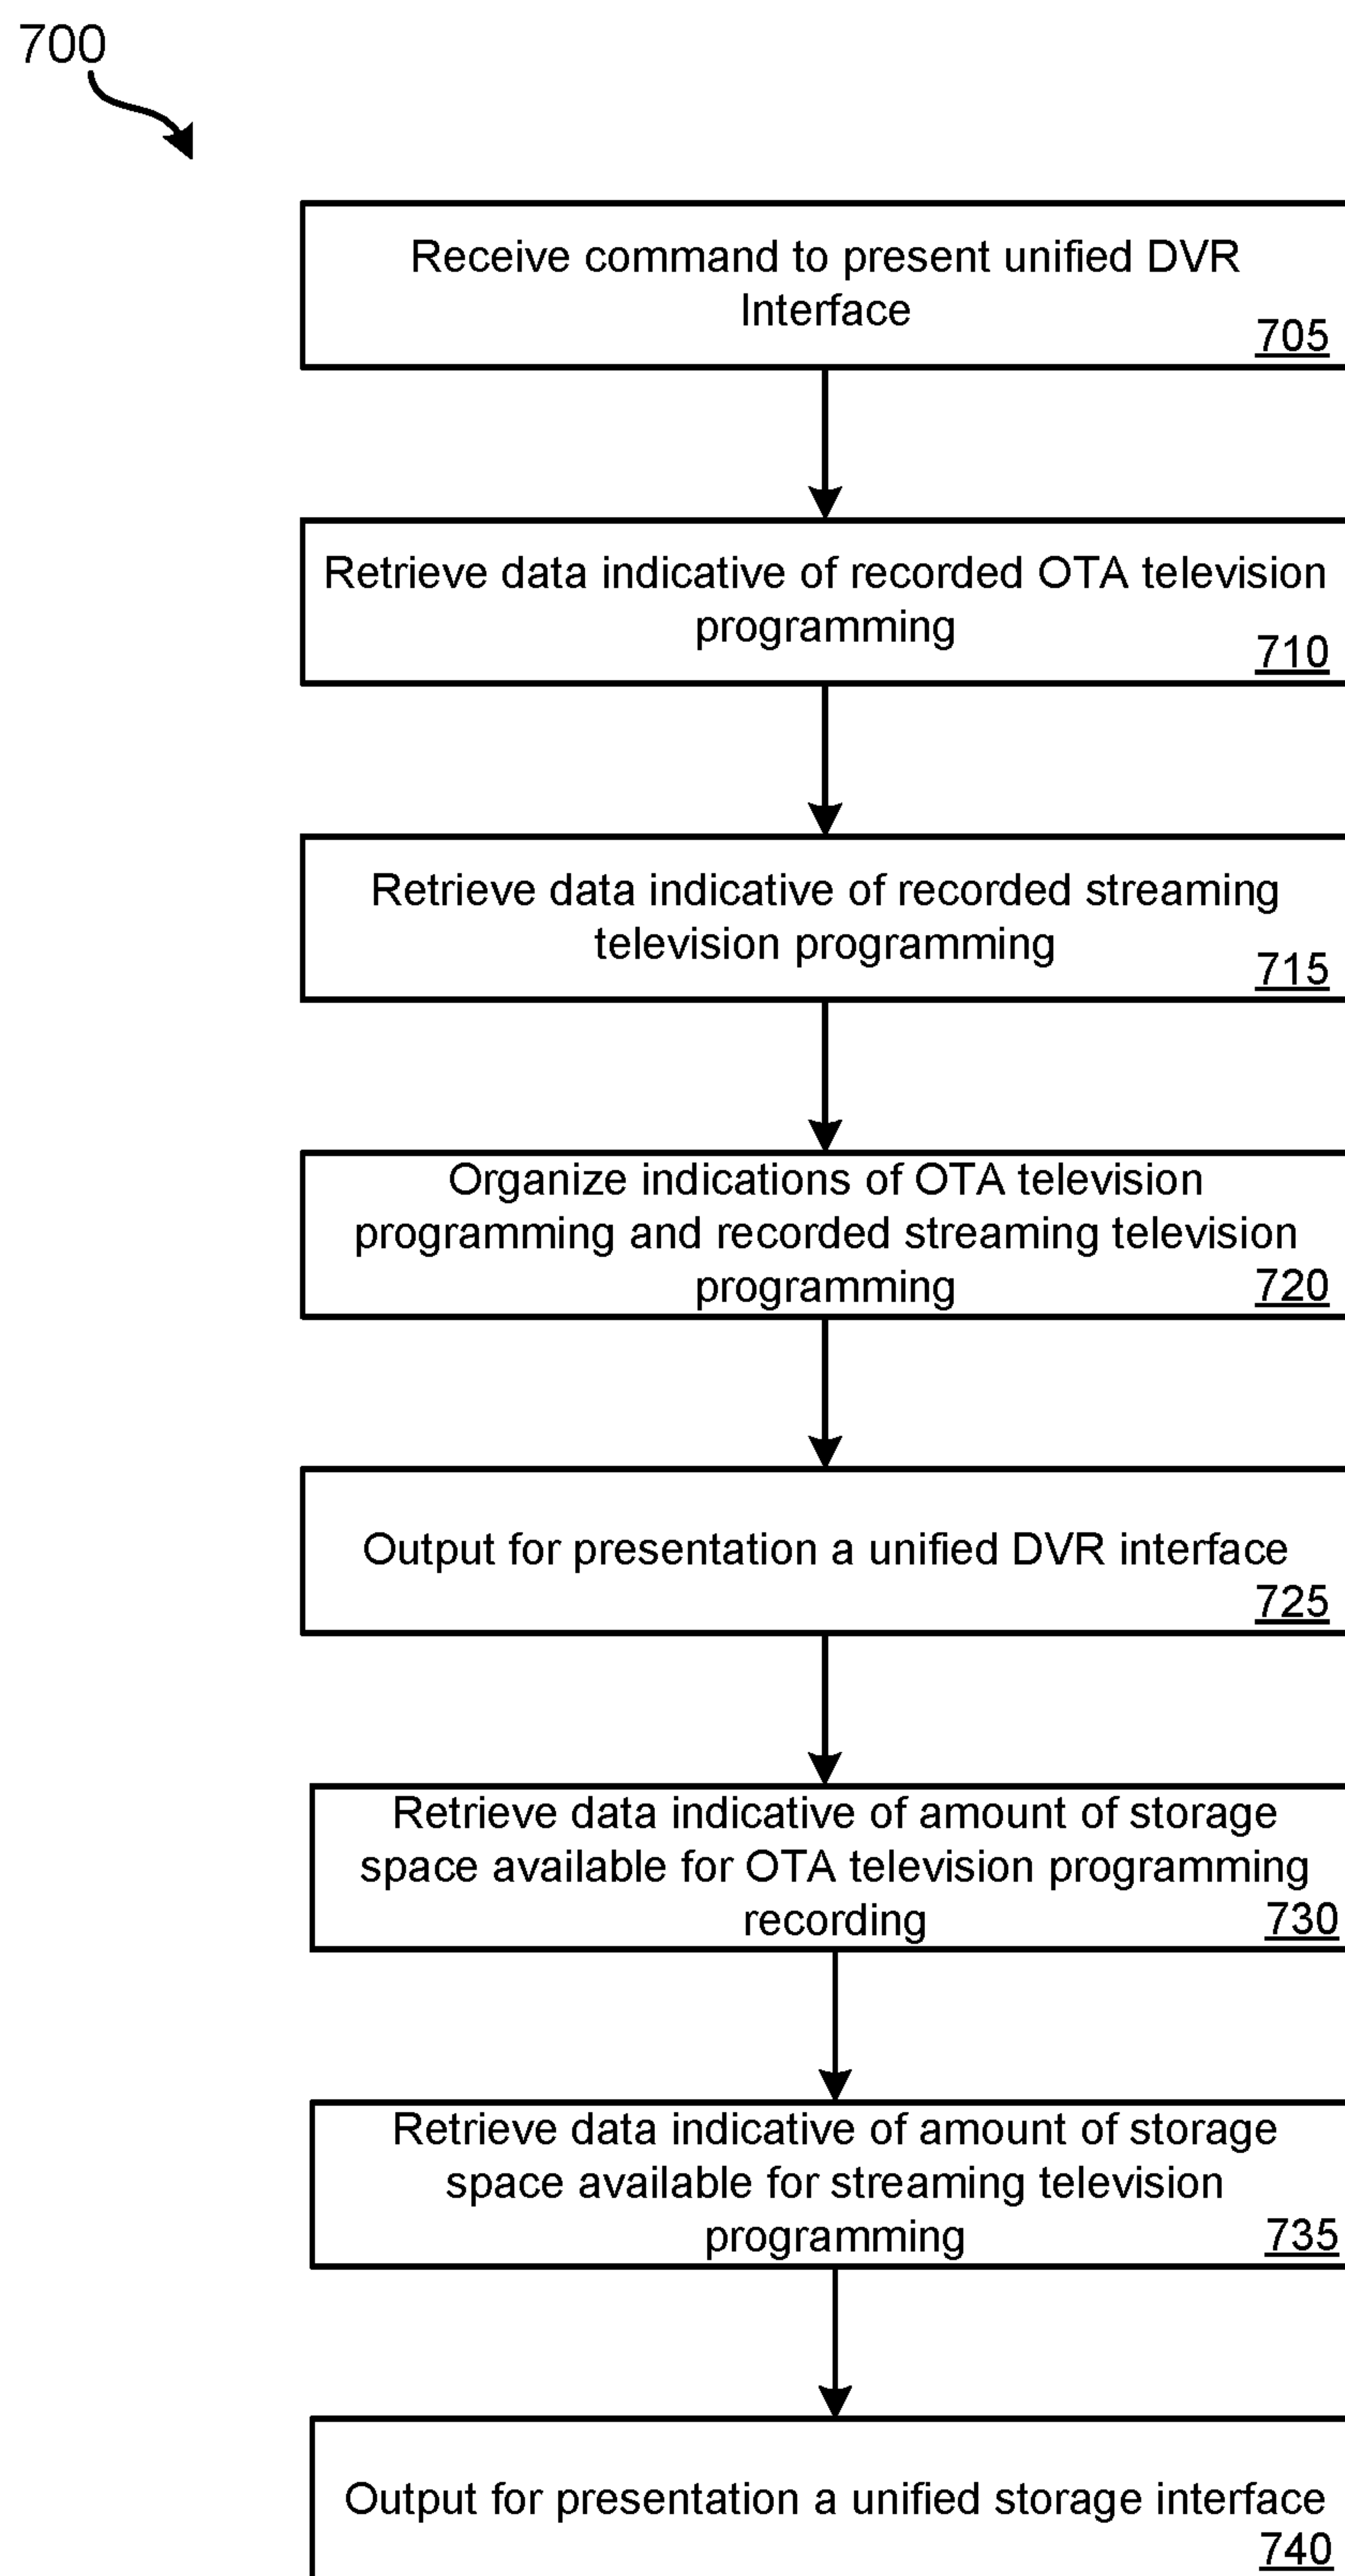 700
Receive command to present unified DVR
Interface
705
Retrieve data indicative of recorded OTA television
programming
710
Retrieve data indicative of recorded streaming
television programming
715
Organize indications of OTA television
programming and recorded streaming television
programming
720
Output for presentation a unified DVR interface
725
Retrieve data indicative of amount of storage
space available for OTA television programming
recording
730
Retrieve data indicative of amount of storage
space available for streaming television
programming
735
Output for presentation a unified storage interface
740